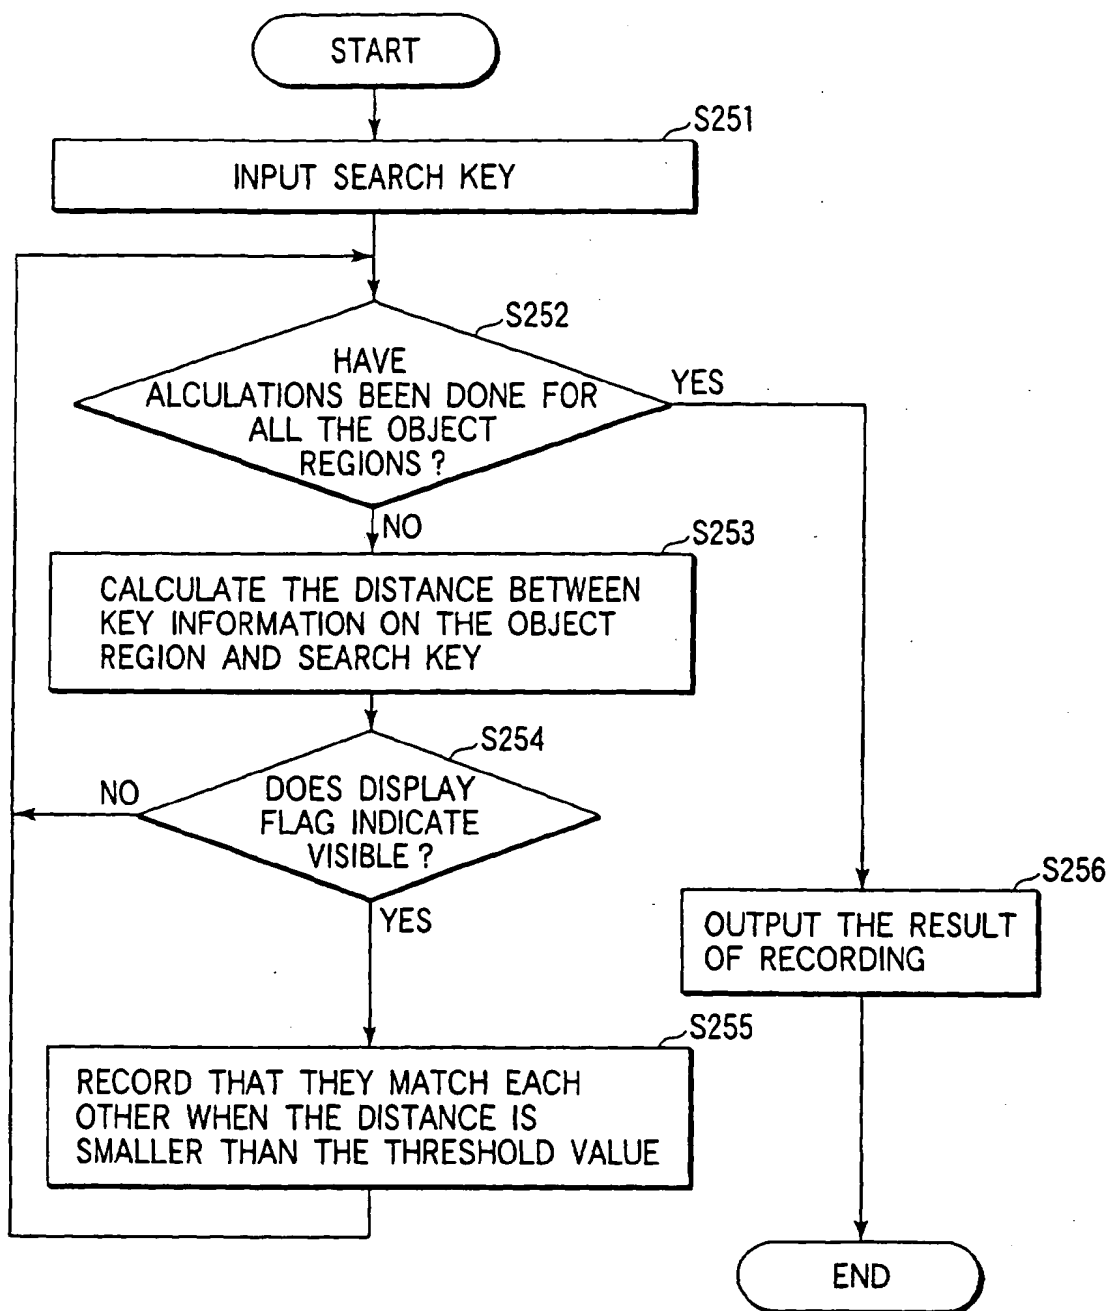 START
S251
INPUT SEARCH KEY
S252
HAVE
ALCULATIONS BEEN DONE FOR
ALL THE OBJECT
REGIONS ?
YES
NO
S253
CALCULATE THE DISTANCE BETWEEN
KEY INFORMATION ON THE OBJECT
REGION AND SEARCH KEY
S254
DOES DISPLAY
FLAG INDICATE
VISIBLE ?
NO
YES
S256
OUTPUT THE RESULT
OF RECORDING
S255
RECORD THAT THEY MATCH EACH
OTHER WHEN THE DISTANCE IS
SMALLER THAN THE THRESHOLD VALUE
END